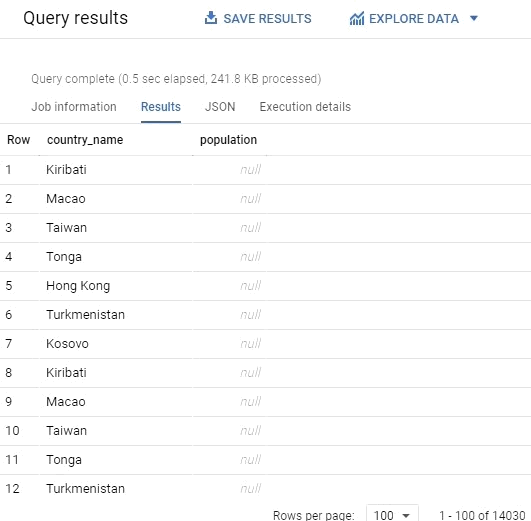 Query results SAVE RESULTS EXPLORE DATA
Query complete (0.5 sec elapsed, 241.8 KB processed)
Job information Results JSON Execution details
Row country_name population
1 Kiribati null
2 Macao null
3 Taiwan null
4 Tonga null
5 Hong Kong null
6 Turkmenistan null
7 Kosovo null
8 Kiribati null
9 Macao null
10 Taiwan null
11 Tonga null
12 Turkmenistan null
Rows per page: 100 1 - 100 of 14030